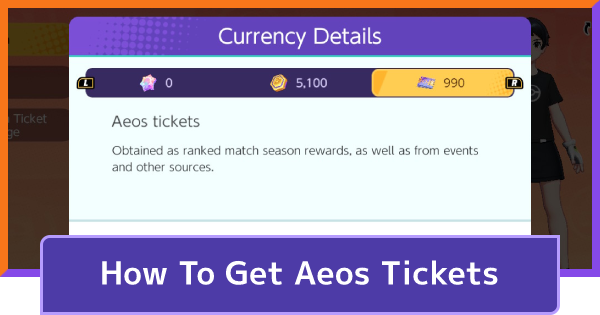 Currency Details
L 0 5,100 990 R
Ticket
ge
Aeos tickets
Obtained as ranked match season rewards, as well as from events
and other sources.
How To Get Aeos Tickets